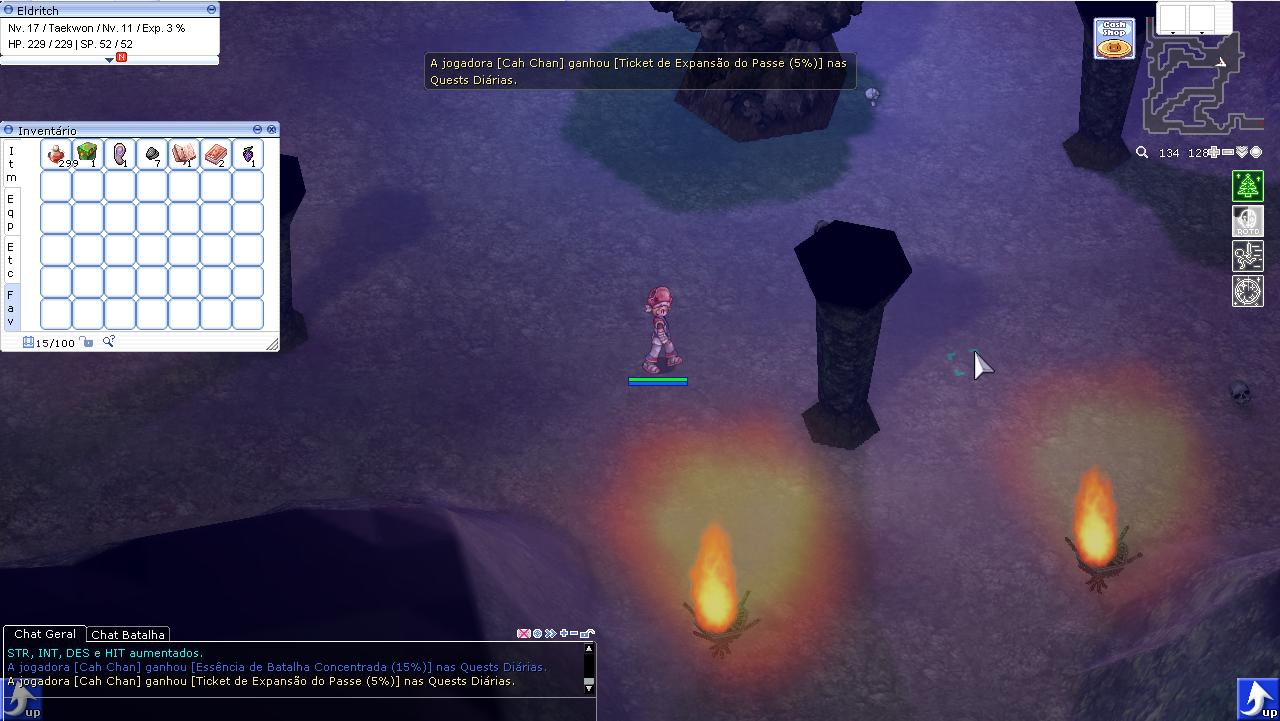 Eldritch
Nv. 17 / Taekwon / Nv. 11 / Exp. 3 %
HP. 229 / 229 | SP. 52 / 52
N
A jogadora [Cah Chan] ganhou [Ticket de Expansão do Passe (5%)] nas
Quests Diárias.
Cash
Shop
134 128
Inventário
Itm
Eqp
Etc
Fav
299 1 1 7 1 2 1
15/100
Chat Geral
Chat Batalha
STR, INT, DES e HIT aumentados.
A jogadora [Cah Chan] ganhou [Essência de Batalha Concentrada (15%)] nas Quests Diárias.
A jogadora [Cah Chan] ganhou [Ticket de Expansão do Passe (5%)] nas Quests Diárias.
up
up